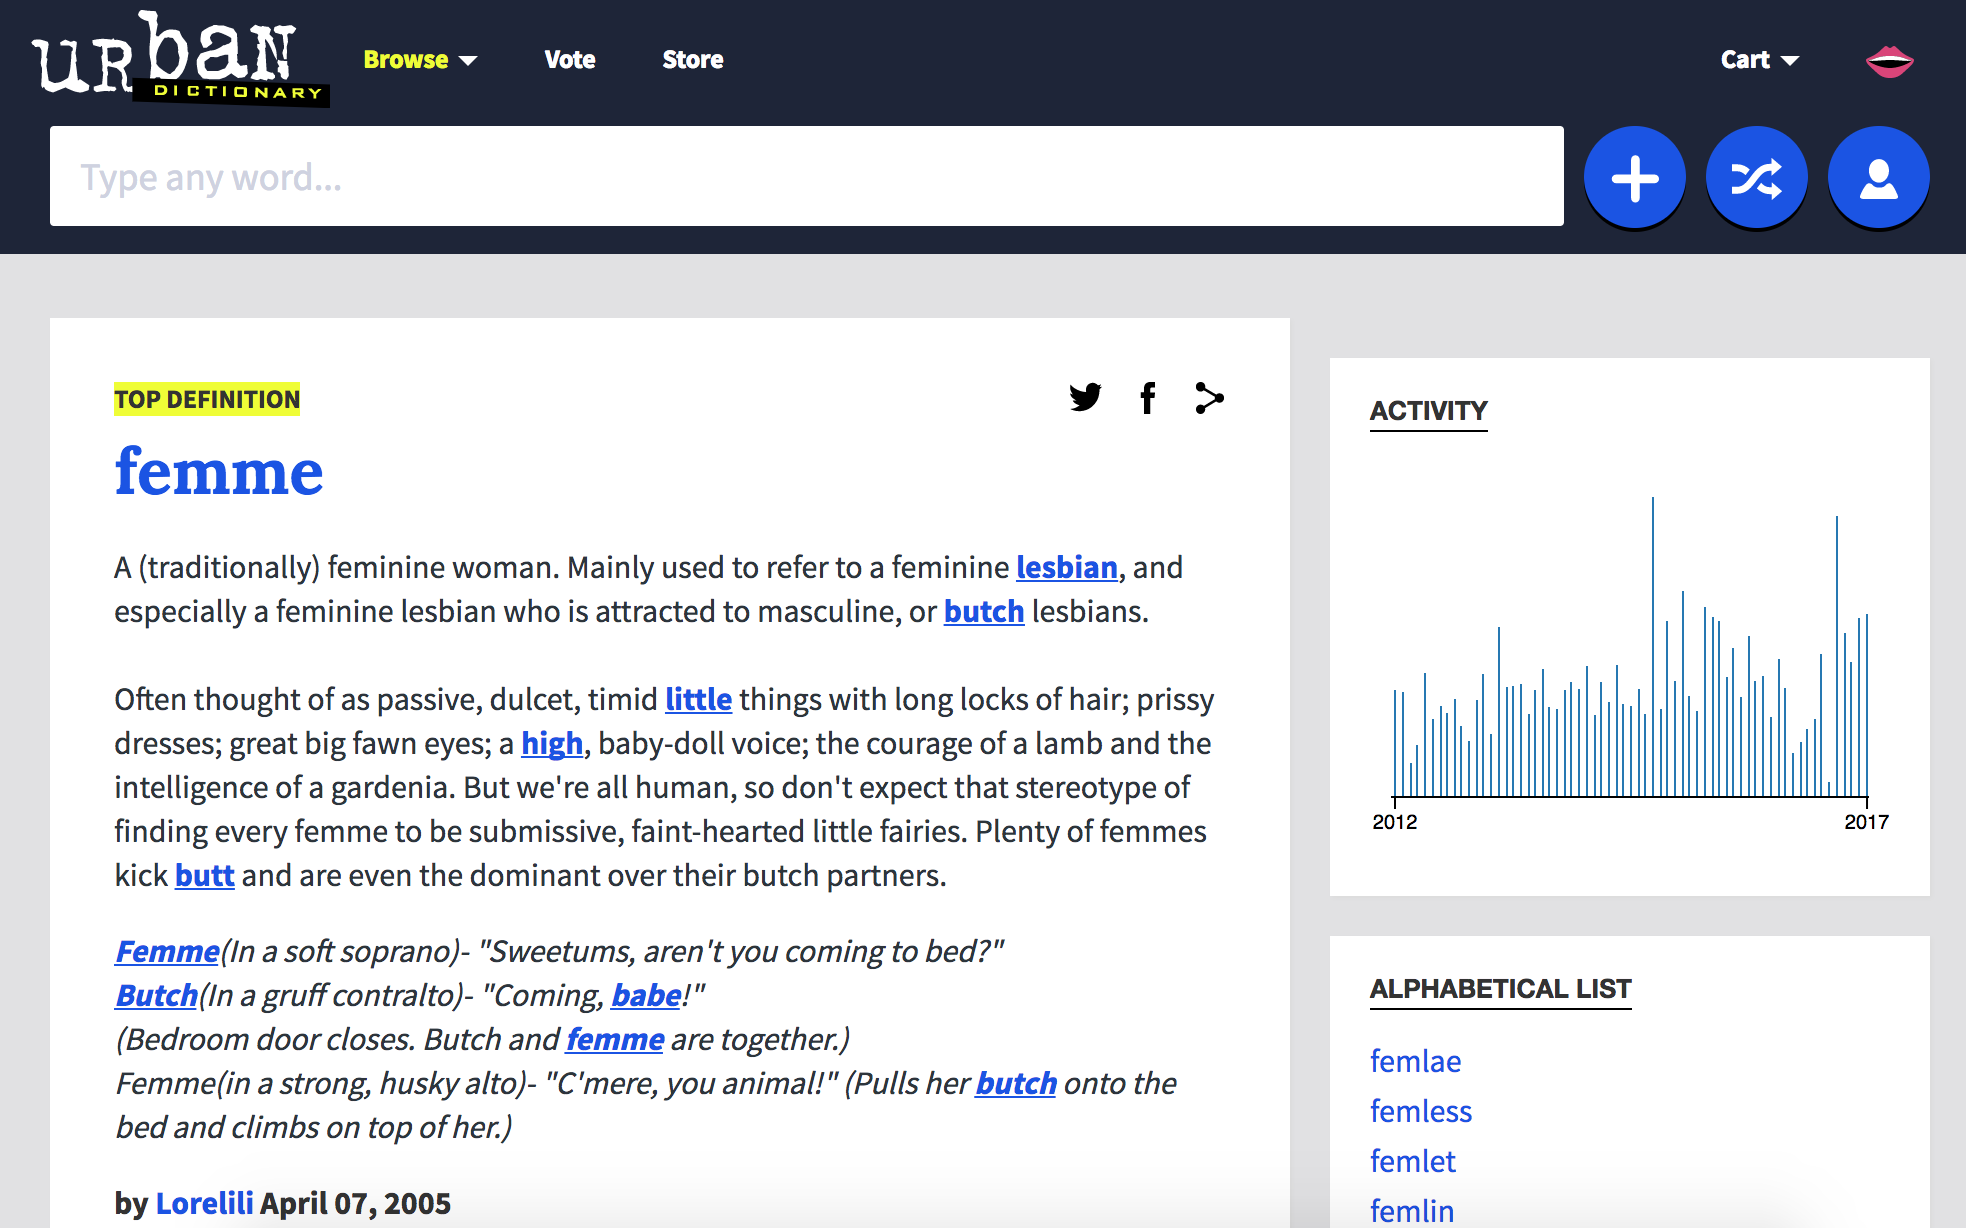 urban
DICTIONARY
Browse
Vote
Store
Cart
Type any word...
TOP DEFINITION
femme
A (traditionally) feminine woman. Mainly used to refer to a feminine lesbian, and
especially a feminine lesbian who is attracted to masculine, or butch lesbians.
Often thought of as passive, dulcet, timid little things with long locks of hair; prissy
dresses; great big fawn eyes; a high, baby-doll voice; the courage of a lamb and the
intelligence of a gardenia. But we're all human, so don't expect that stereotype of
finding every femme to be submissive, faint-hearted little fairies. Plenty of femmes
kick butt and are even the dominant over their butch partners.
Femme(In a soft soprano)- "Sweetums, aren't you coming to bed?"
Butch(In a gruff contralto)- "Coming, babe!"
(Bedroom door closes. Butch and femme are together.)
Femme(in a strong, husky alto)- "C'mere, you animal!" (Pulls her butch onto the
bed and climbs on top of her.)
by Lorelili April 07, 2005
ACTIVITY
2012
2017
ALPHABETICAL LIST
femlae
femless
femlet
femlin